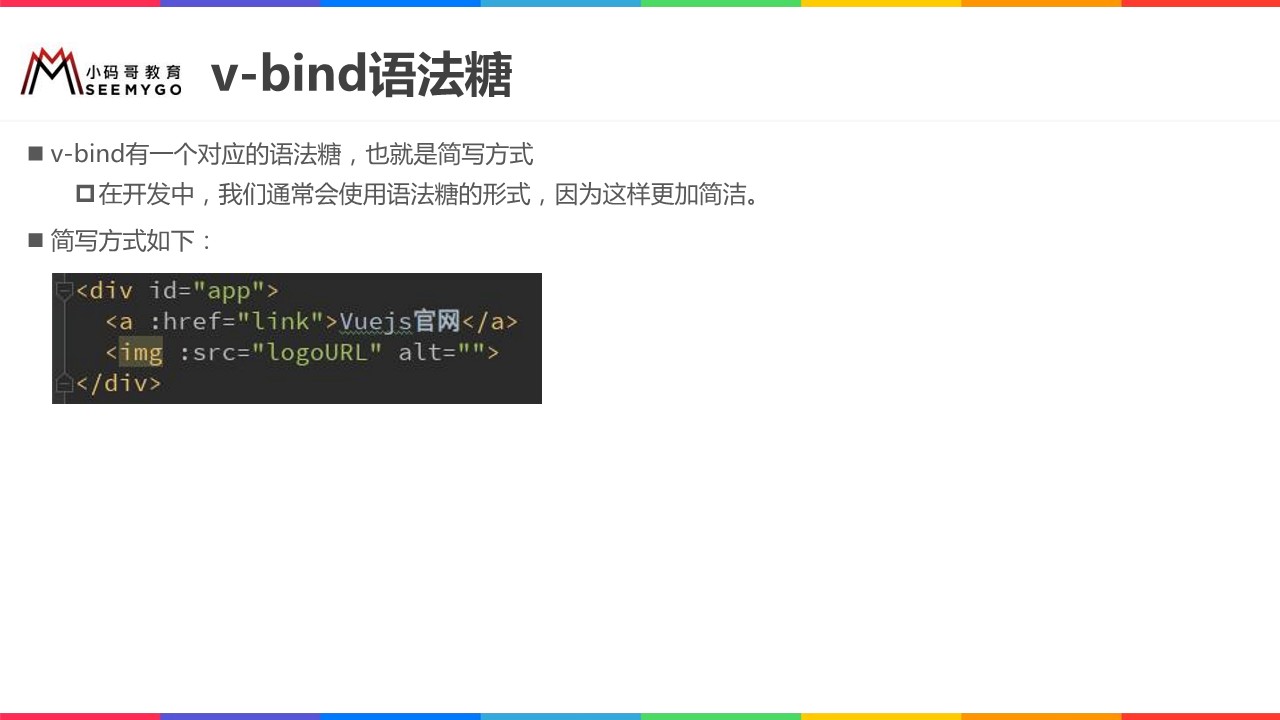 小码哥教育
SEEMYGO
v-bind语法糖
v-bind有一个对应的语法糖，也就是简写方式
在开发中，我们通常会使用语法糖的形式，因为这样更加简洁。
简写方式如下：
<div id="app">
<a :href="link">Vuejs官网</a>
<img :src="logoURL" alt="">
</div>